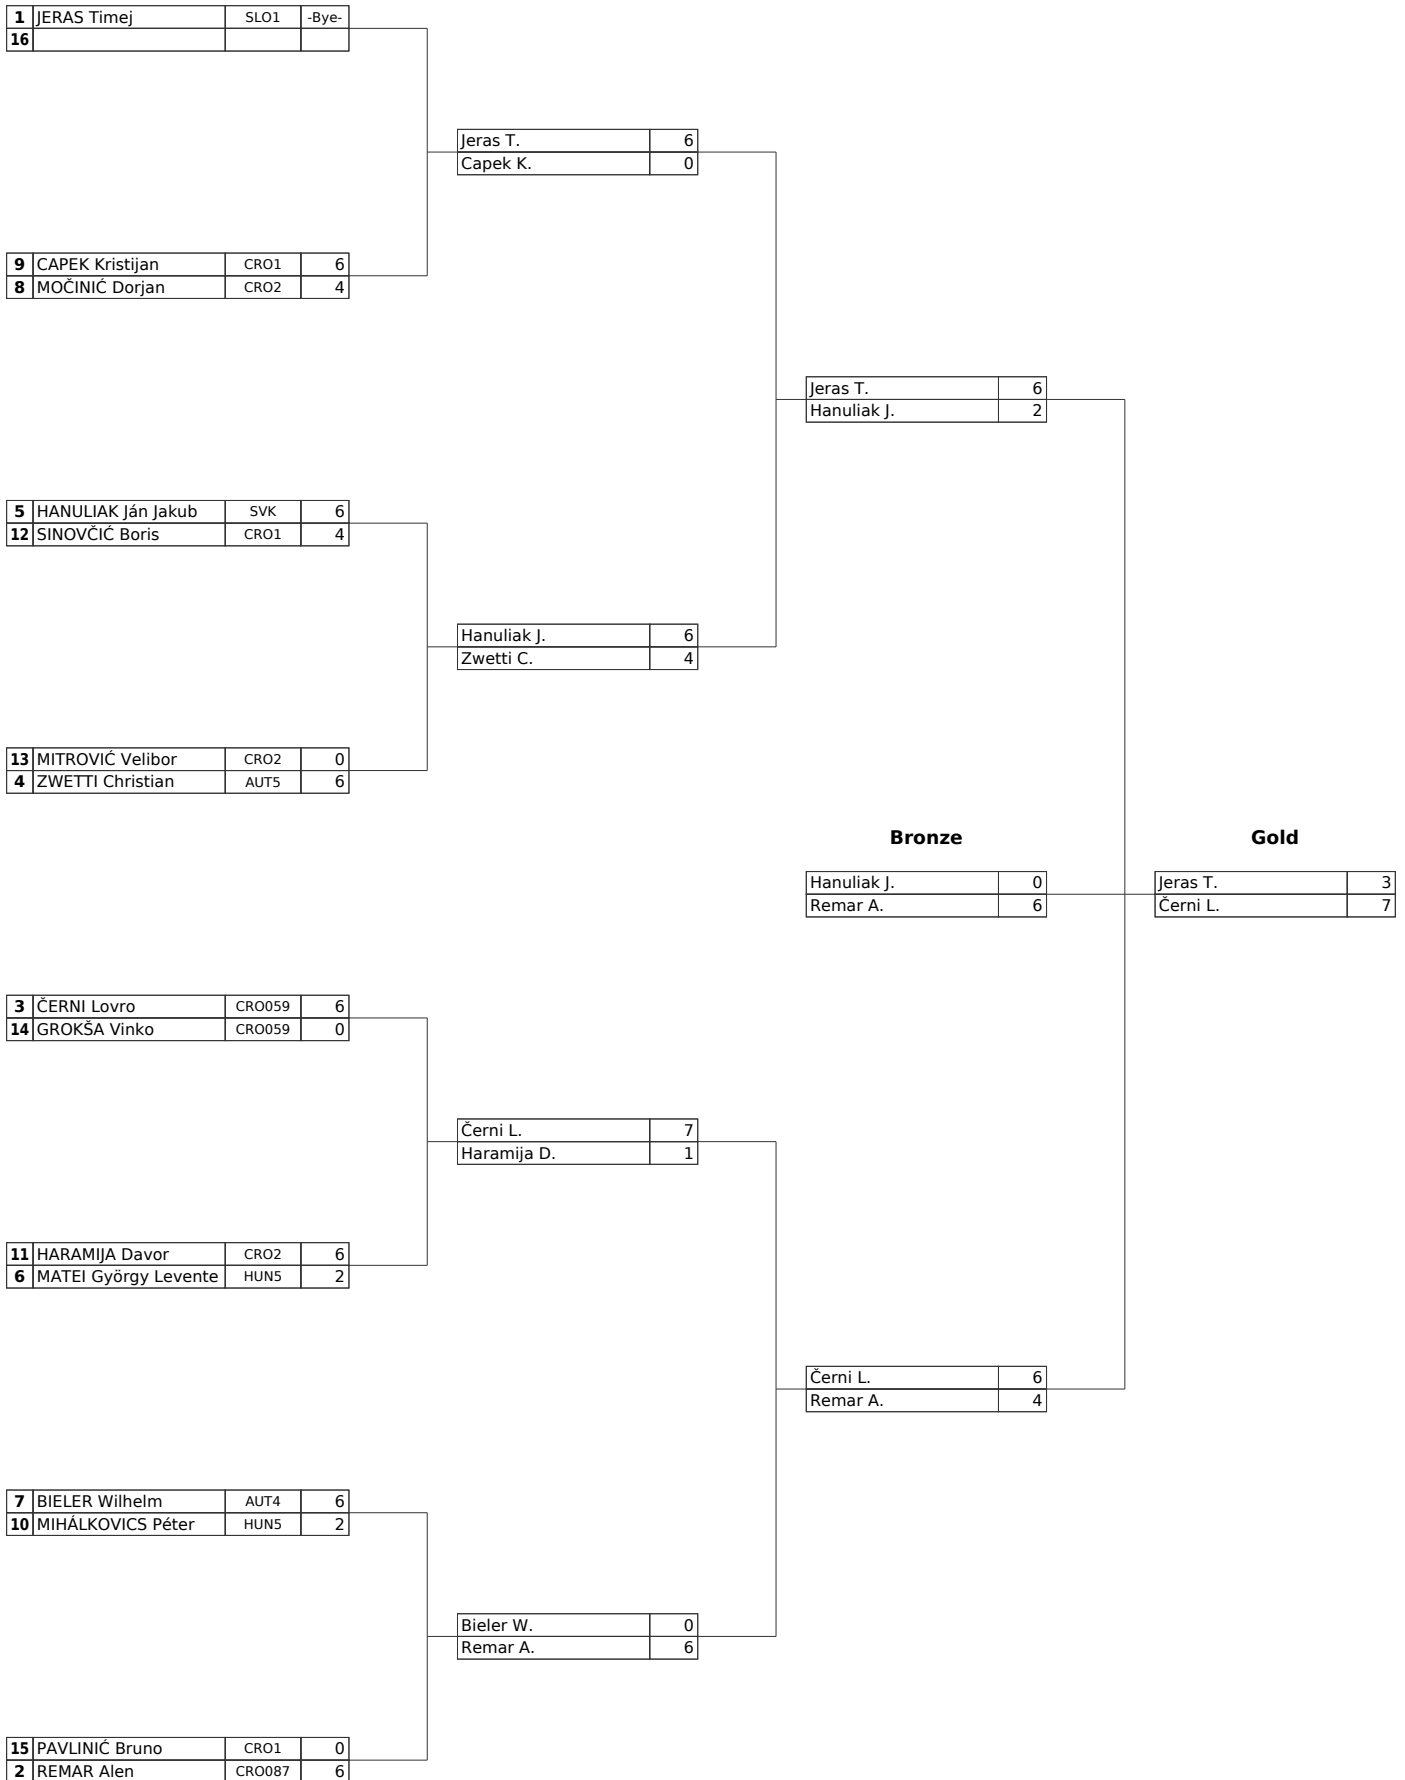 1 JERAS Timej SLO1 -Bye-
16
Jeras T. 6
Capek K. 0
9 CAPEK Kristijan CRO1 6
8 MOČINIĆ Dorjan CRO2 4
Jeras T. 6
Hanuliak J. 2
5 HANULIAK Ján Jakub SVK 6
12 SINOVČIĆ Boris CRO1 4
Hanuliak J. 6
Zwetti C. 4
13 MITROVIĆ Velibor CRO2 0
4 ZWETTI Christian AUT5 6
Bronze Gold
Hanuliak J. 0 Jeras T. 3
Remar A. 6 Černi L. 7
3 ČERNI Lovro CRO059 6
14 GROKŠA Vinko CRO059 0
Černi L. 7
Haramija D. 1
11 HARAMIJA Davor CRO2 6
6 MATEI György Levente HUN5 2
Černi L. 6
Remar A. 4
7 BIELER Wilhelm AUT4 6
10 MIHÁLKOVICS Péter HUN5 2
Bieler W. 0
Remar A. 6
15 PAVLINIĆ Bruno CRO1 0
2 REMAR Alen CRO087 6